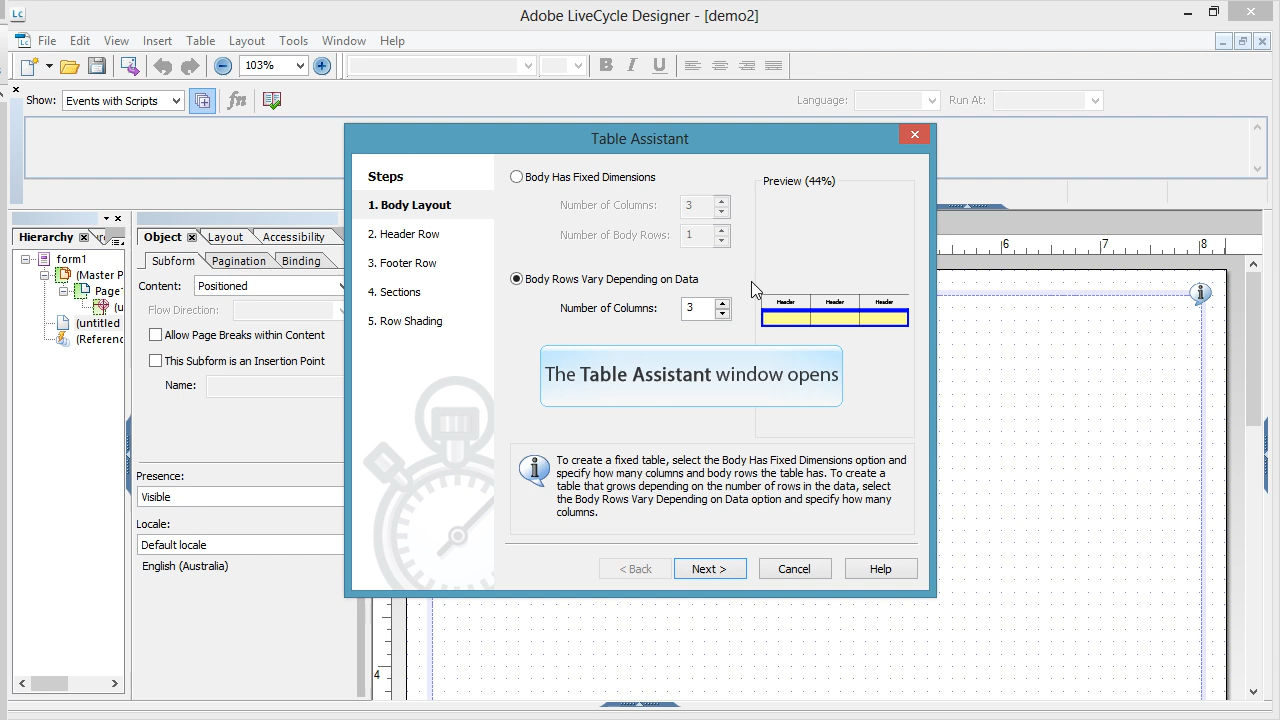 Lc
Adobe LiveCycle Designer - [demo2]
File Edit View Insert Table Layout Tools Window Help
103%
B I U
Show: Events with Scripts
Language:
Run At:
Table Assistant
Steps
1. Body Layout
2. Header Row
3. Footer Row
4. Sections
5. Row Shading
Body Has Fixed Dimensions
Number of Columns: 3
Number of Body Rows: 1
Body Rows Vary Depending on Data
Number of Columns: 3
Preview (44%)
Header Header Header
The Table Assistant window opens
To create a fixed table, select the Body Has Fixed Dimensions option and
specify how many columns and body rows the table has. To create a
table that grows depending on the number of rows in the data, select
the Body Rows Vary Depending on Data option and specify how many
columns.
< Back Next > Cancel Help
Hierarchy
form1
(Master P
Page
(Referenc
(untitled
Object Layout Accessibility
Subform Pagination Binding
Content: Positioned
Flow Direction:
Allow Page Breaks within Content
This Subform is an Insertion Point
Name:
Presence:
Visible
Locale:
Default locale
English (Australia)
6 7 8
4